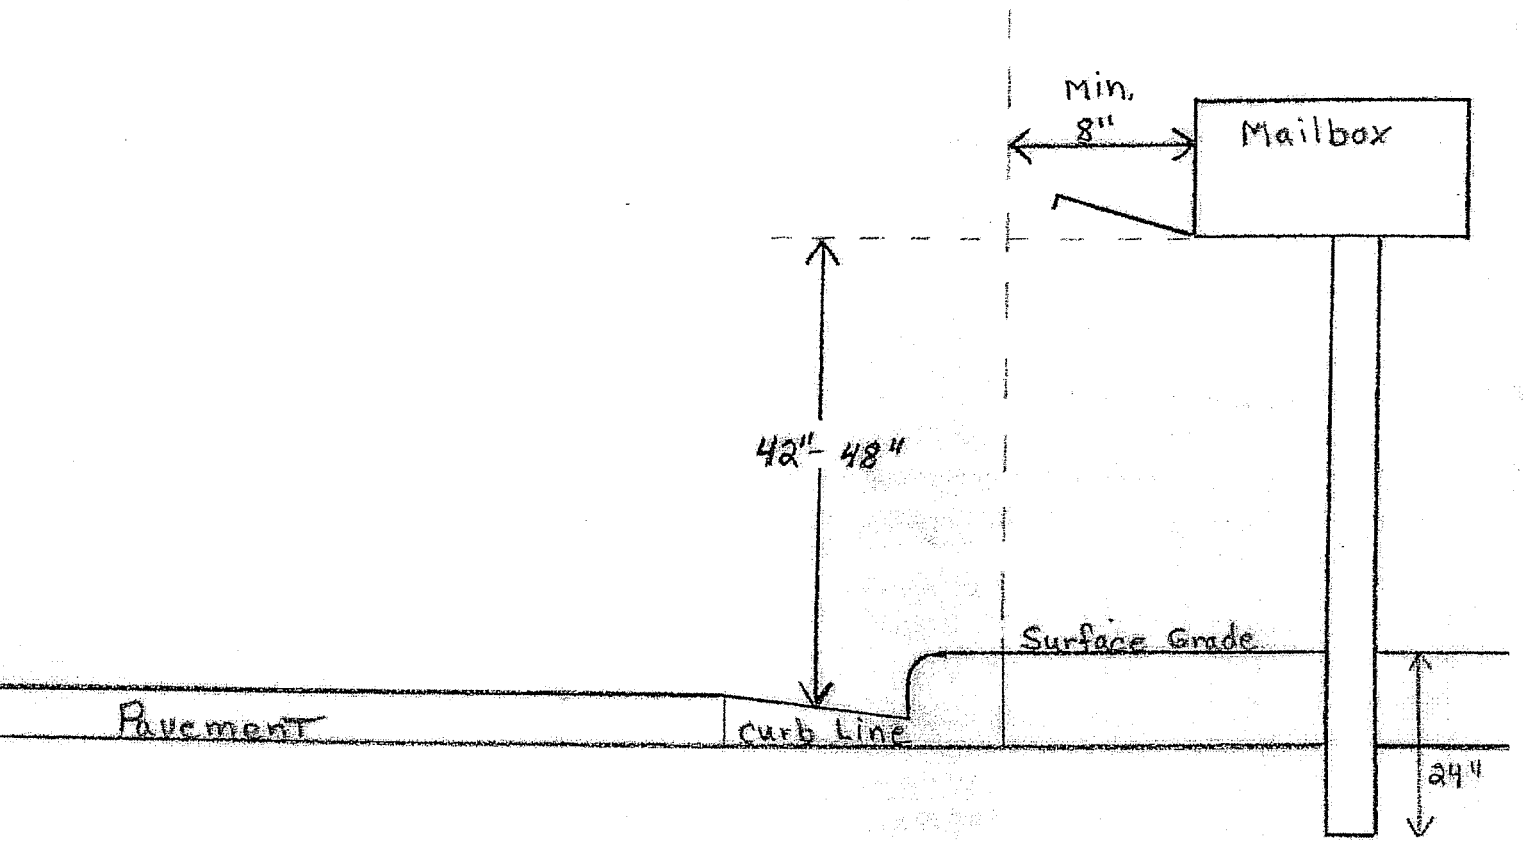 Min.
8"
Mailbox
42"- 48"
Surface Grade
Pavement
Curb Line
24"